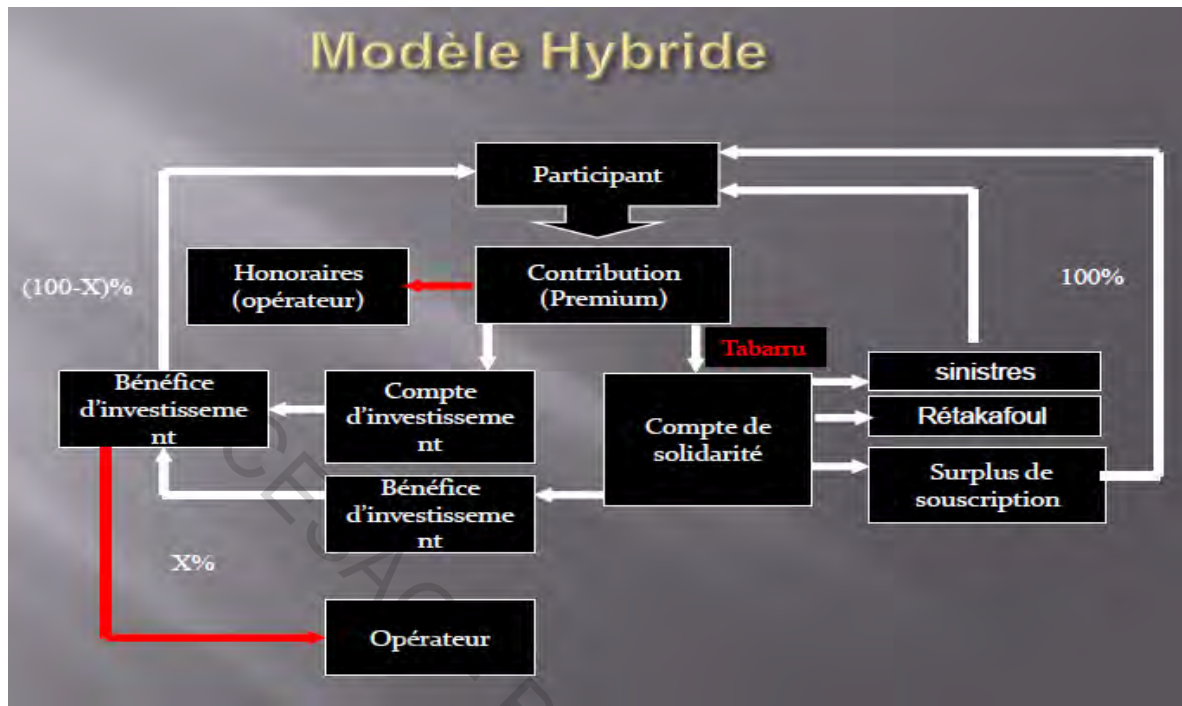 Modèle Hybride
Participant
Honoraires
(opérateur)
Contribution
(Premium)
(100-X)%
100%
Tabarru
Bénéfice
d'investisseme
nt
Compte
d'investisseme
nt
Compte de
solidarité
sinistres
Rétakafoul
Surplus de
souscription
Bénéfice
d'investisseme
nt
X%
Opérateur